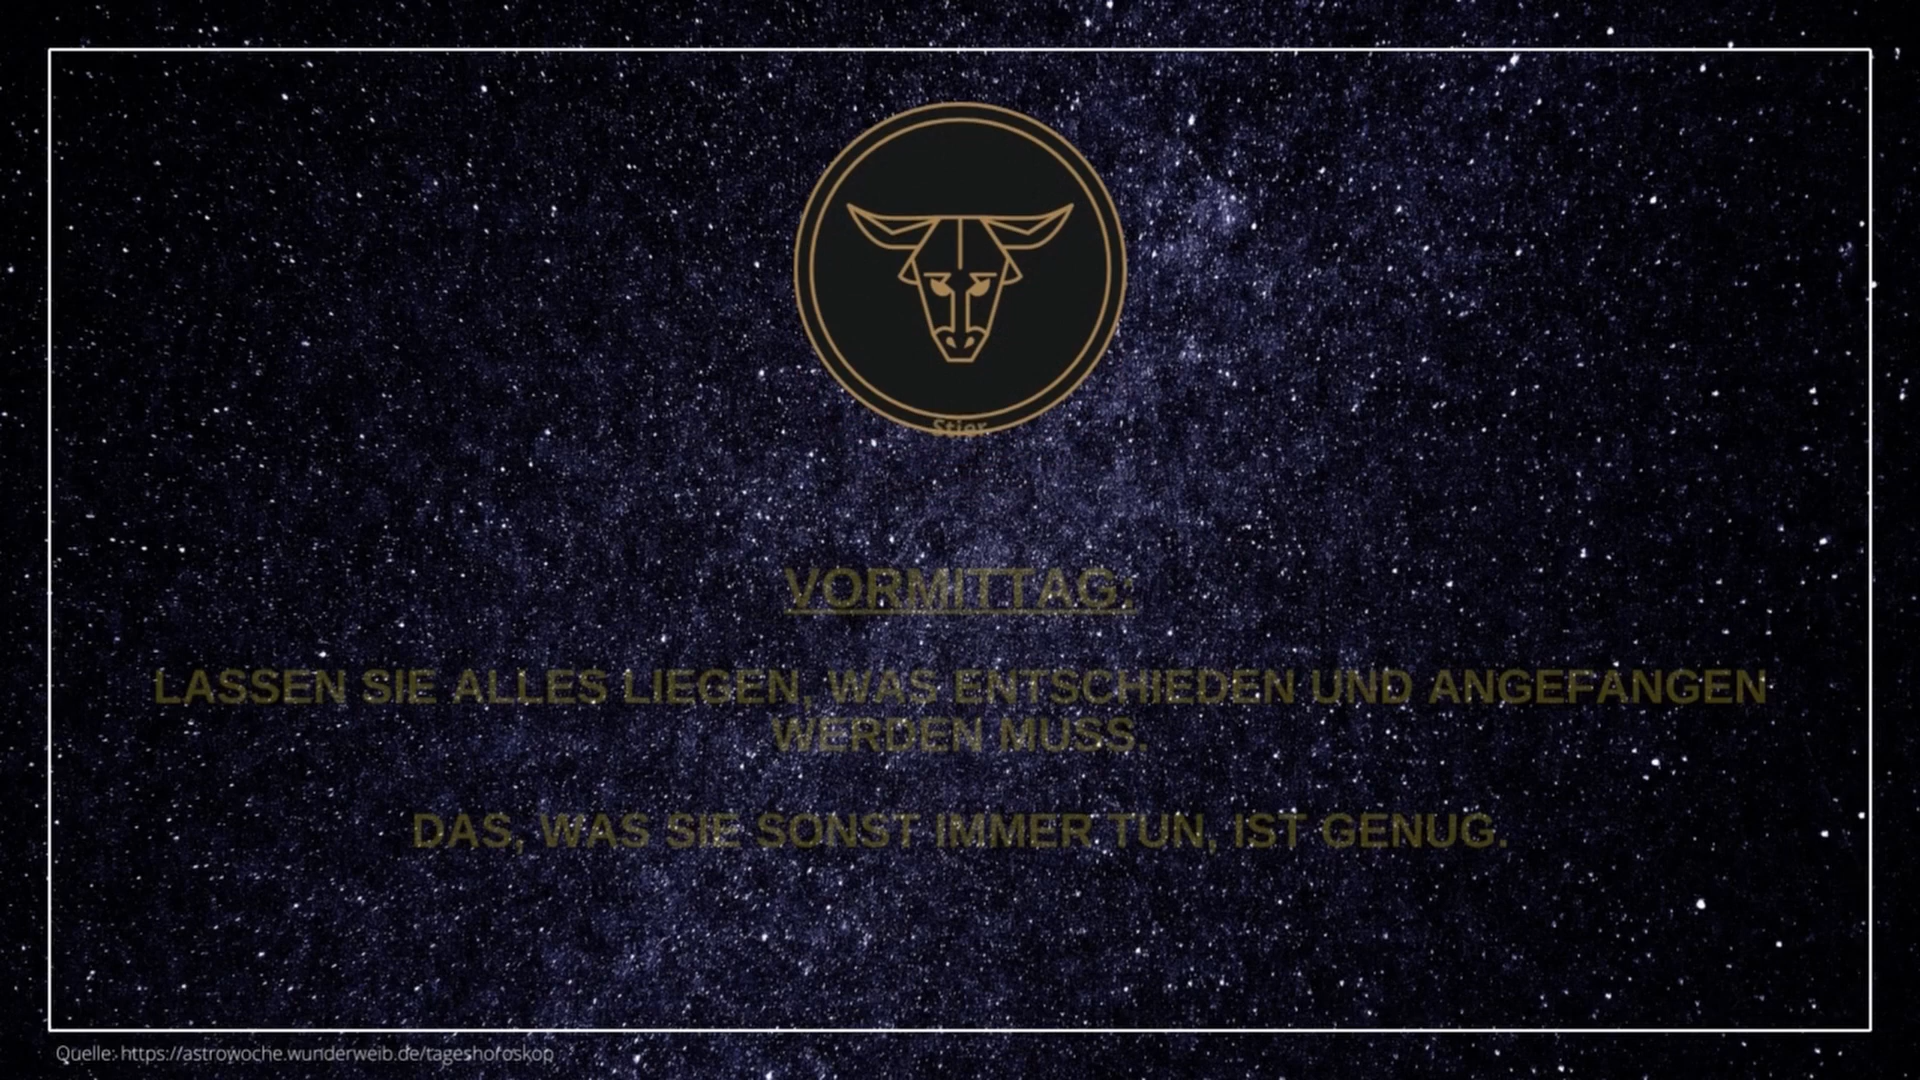 Stier
VORMITTAG:
LASSEN SIE ALLES LIEGEN, WAS ENTSCHIEDEN UND ANGEFANGEN
WERDEN MUSS.
DAS, WAS SIE SONST IMMER TUN, IST GENUG.
Quelle: https://astrowoche.wunderweib.de/tageshoroskop